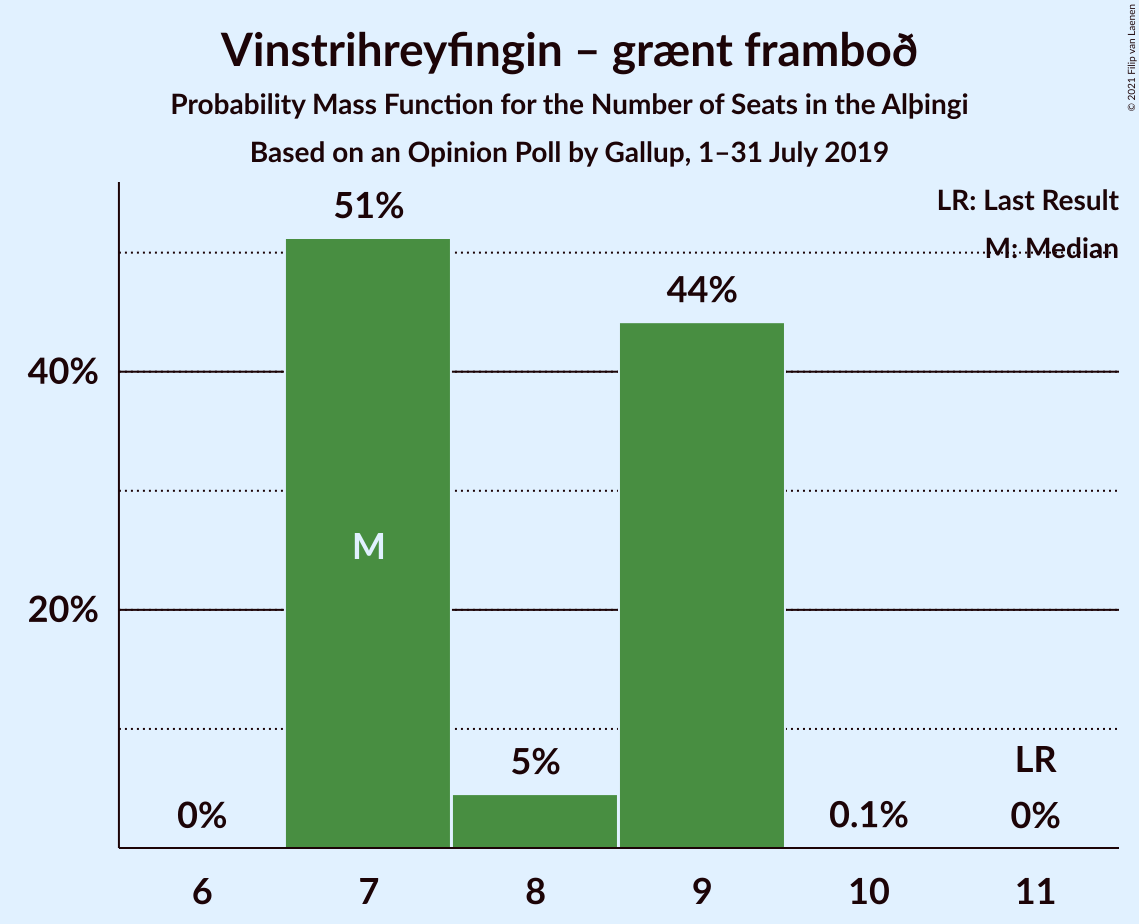 Vinstrihreyfingin – grænt framboð
Probability Mass Function for the Number of Seats in the Alþingi
Based on an Opinion Poll by Gallup, 1–31 July 2019
© 2021 Filip van Laenen
LR: Last Result
M: Median
51%
44%
40%
M
20%
5%
LR
0%
0.1%
0%
6 7 8 9 10 11